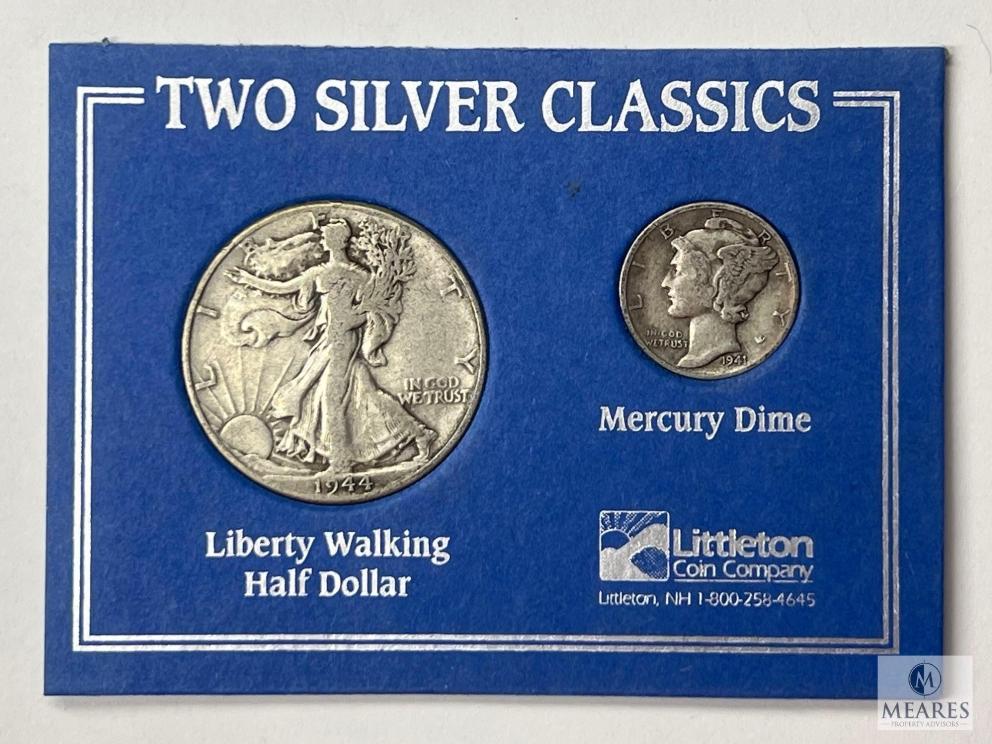 TWO SILVER CLASSICS
LIBERTY
IN GOD
WE TRUST
1944
Liberty Walking
Half Dollar
LIBERTY
IN GOD
WE TRUST
1941
Mercury Dime
Littleton
Coin Company
Littleton, NH 1-800-258-4645
M
MEARES
PROPERTY ADVISORS